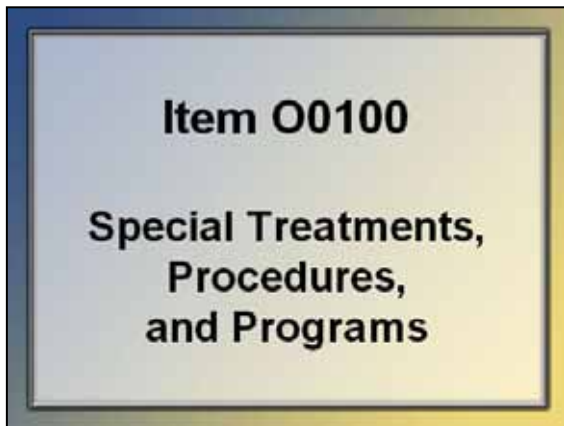 Item O0100
Special Treatments,
Procedures,
and Programs